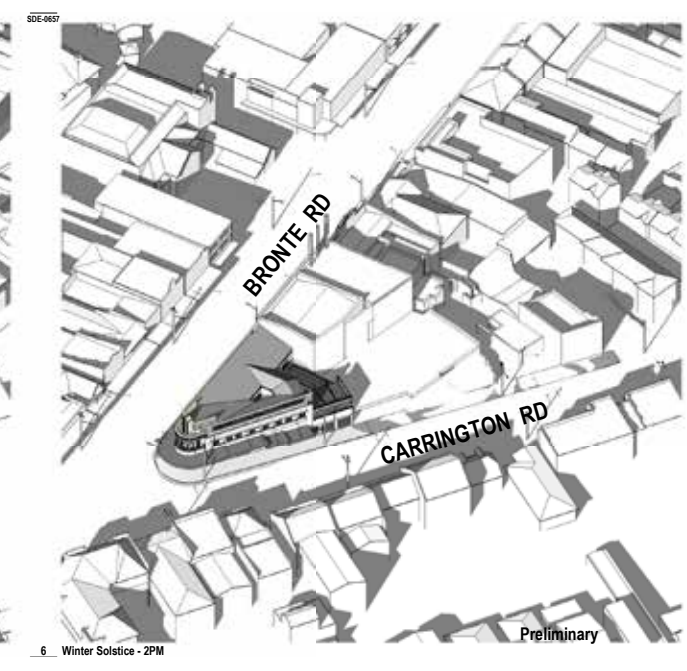 SDE-0657
BRONTE RD
CARRINGTON RD
Preliminary
6 Winter Solstice - 2PM